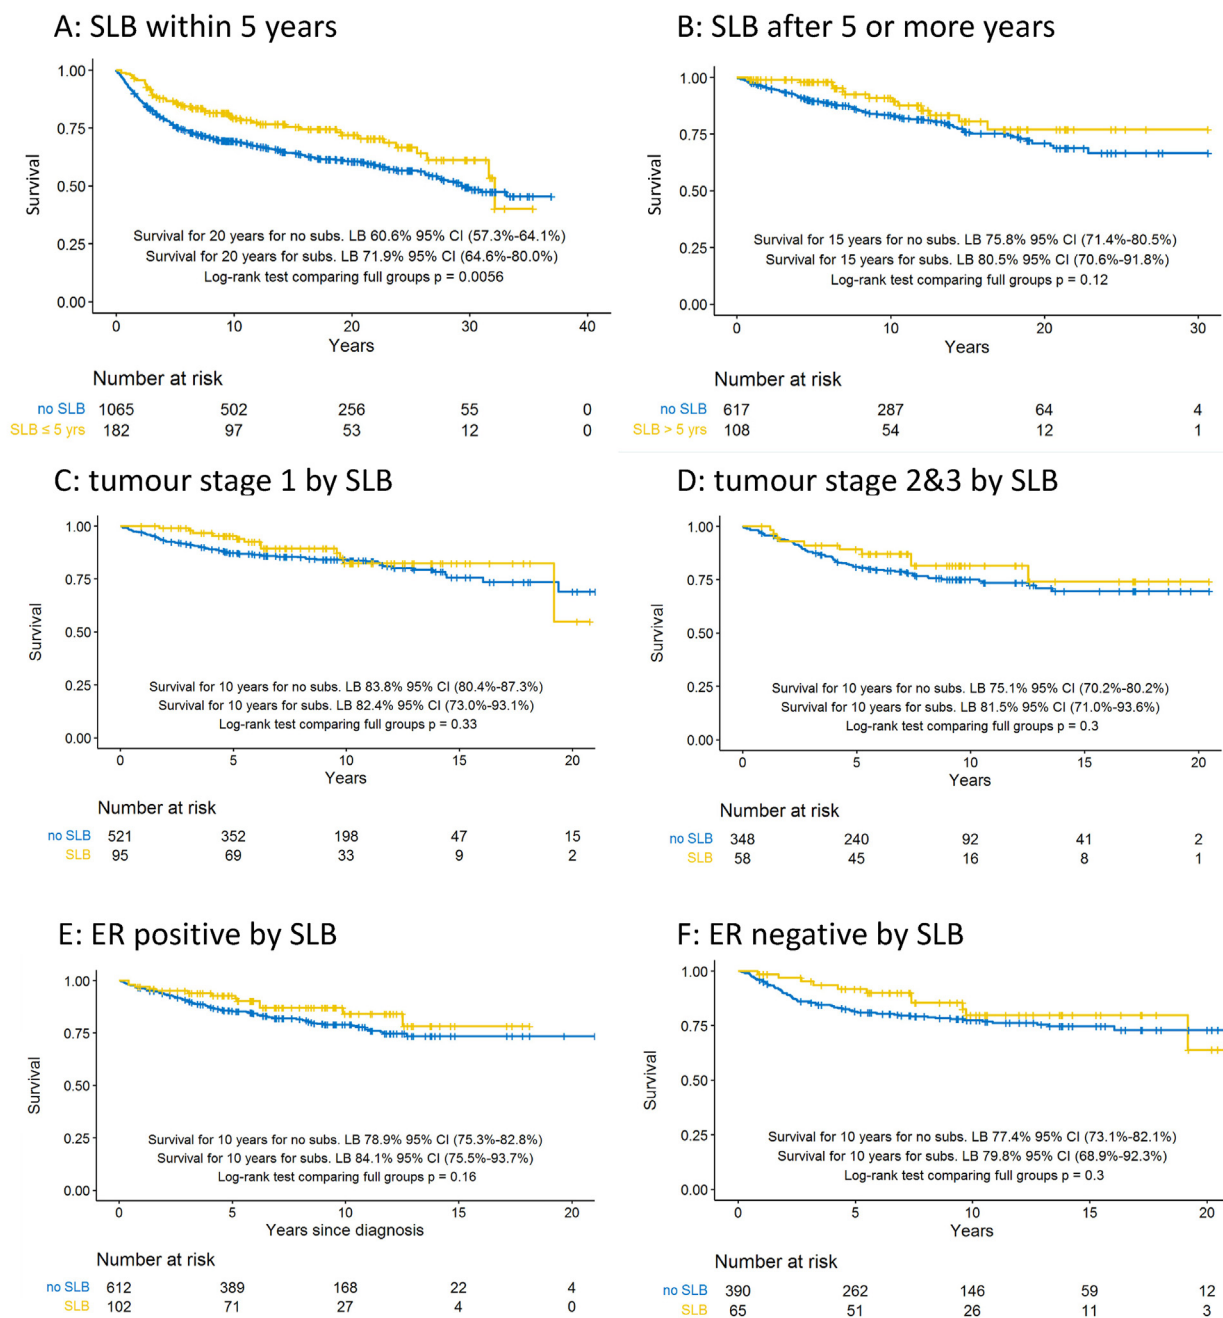 A: SLB within 5 years
Survival
1.00
0.75
0.50
0.25
0.00
Survival for 20 years for no subs. LB 60.6% 95% CI (57.3%-64.1%)
Survival for 20 years for subs. LB 71.9% 95% CI (64.6%-80.0%)
Log-rank test comparing full groups p = 0.0056
0 10 20 30 40
Years
Number at risk
no SLB 1065 502 256 55 0
SLB ≤ 5 yrs 182 97 53 12 0
B: SLB after 5 or more years
Survival
1.00
0.75
0.50
0.25
0.00
Survival for 15 years for no subs. LB 75.8% 95% CI (71.4%-80.5%)
Survival for 15 years for subs. LB 80.5% 95% CI (70.6%-91.8%)
Log-rank test comparing full groups p = 0.12
0 10 20 30
Years
Number at risk
no SLB 617 287 64 4
SLB > 5 yrs 108 54 12 1
C: tumour stage 1 by SLB
Survival
1.00
0.75
0.50
0.25
0.00
Survival for 10 years for no subs. LB 83.8% 95% CI (80.4%-87.3%)
Survival for 10 years for subs. LB 82.4% 95% CI (73.0%-93.1%)
Log-rank test comparing full groups p = 0.33
0 5 10 15 20
Years
Number at risk
no SLB 521 352 198 47 15
SLB 95 69 33 9 2
D: tumour stage 2&3 by SLB
Survival
1.00
0.75
0.50
0.25
0.00
Survival for 10 years for no subs. LB 75.1% 95% CI (70.2%-80.2%)
Survival for 10 years for subs. LB 81.5% 95% CI (71.0%-93.6%)
Log-rank test comparing full groups p = 0.3
0 5 10 15 20
Years
Number at risk
no SLB 348 240 92 41 2
SLB 58 45 16 8 1
E: ER positive by SLB
Survival
1.00
0.75
0.50
0.25
0.00
Survival for 10 years for no subs. LB 78.9% 95% CI (75.3%-82.8%)
Survival for 10 years for subs. LB 84.1% 95% CI (75.5%-93.7%)
Log-rank test comparing full groups p = 0.16
0 5 10 15 20
Years since diagnosis
Number at risk
no SLB 612 389 168 22 4
SLB 102 71 27 4 0
F: ER negative by SLB
Survival
1.00
0.75
0.50
0.25
0.00
Survival for 10 years for no subs. LB 77.4% 95% CI (73.1%-82.1%)
Survival for 10 years for subs. LB 79.8% 95% CI (68.9%-92.3%)
Log-rank test comparing full groups p = 0.3
0 5 10 15 20
Years
Number at risk
no SLB 390 262 146 59 12
SLB 65 51 26 11 3